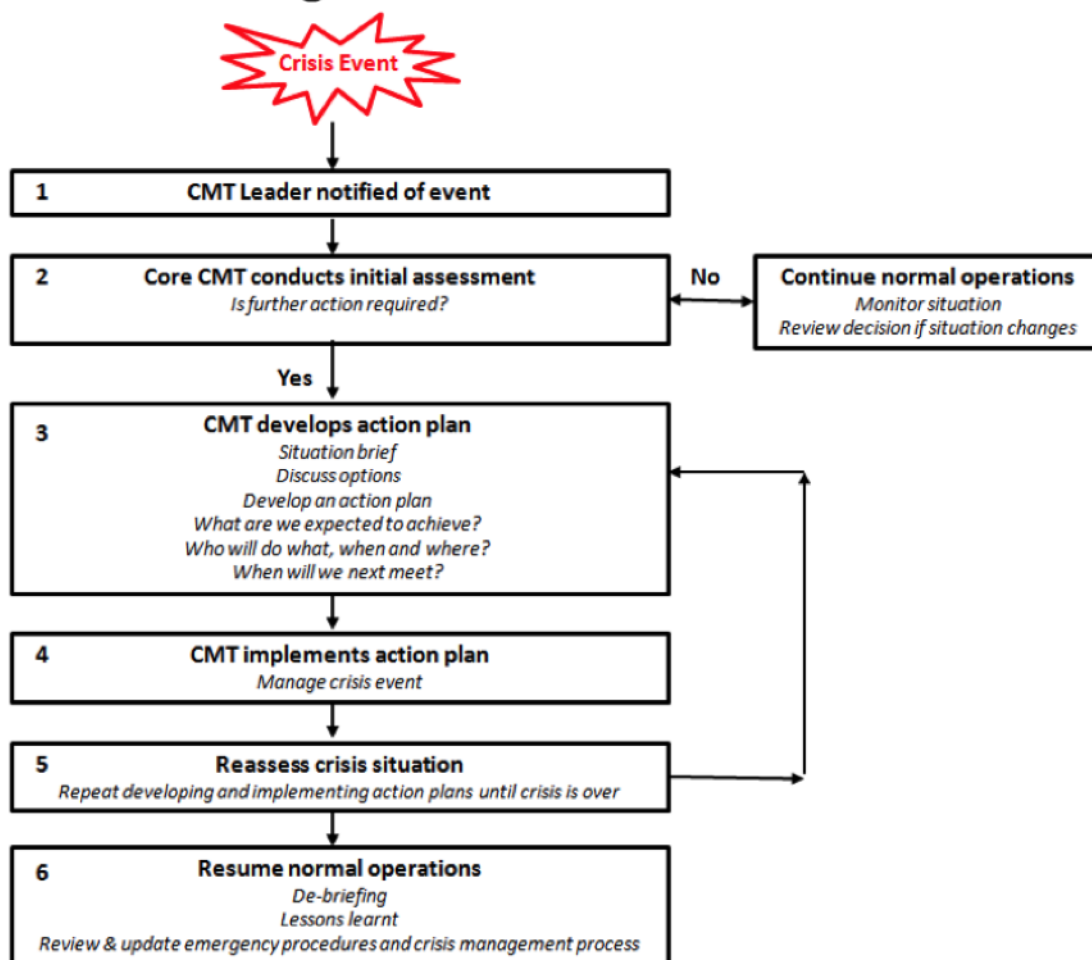 Crisis Event
1 CMT Leader notified of event
2 Core CMT conducts initial assessment
Is further action required?
No
Continue normal operations
Monitor situation
Review decision if situation changes
Yes
3 CMT develops action plan
Situation brief
Discuss options
Develop an action plan
What are we expected to achieve?
Who will do what, when and where?
When will we next meet?
4 CMT implements action plan
Manage crisis event
5 Reassess crisis situation
Repeat developing and implementing action plans until crisis is over
6 Resume normal operations
De-briefing
Lessons learnt
Review & update emergency procedures and crisis management process